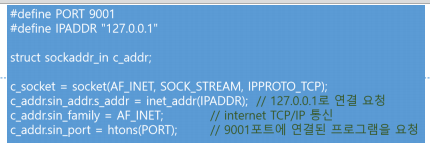 #define PORT 9001
#define IPADDR "127.0.0.1"
struct sockaddr_in c_addr;
c_socket = socket(AF_INET, SOCK_STREAM, IPPROTO_TCP);
c_addr.sin_addr.s_addr = inet_addr(IPADDR); // 127.0.0.1로 연결 요청
c_addr.sin_family = AF_INET; // internet TCP/IP 통신
c_addr.sin_port = htons(PORT); // 9001포트에 연결된 프로그램을 요청